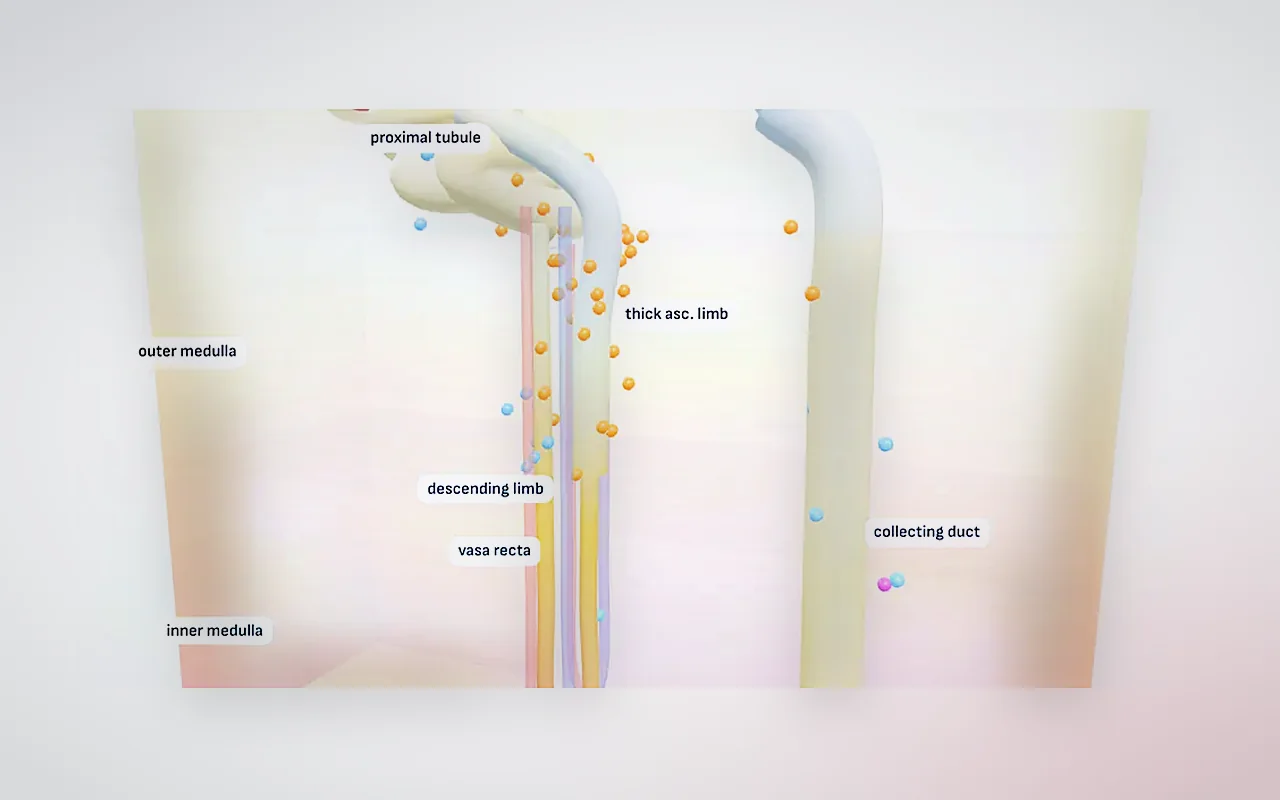 proximal tubule
thick asc. limb
outer medulla
descending limb
collecting duct
vasa recta
inner medulla